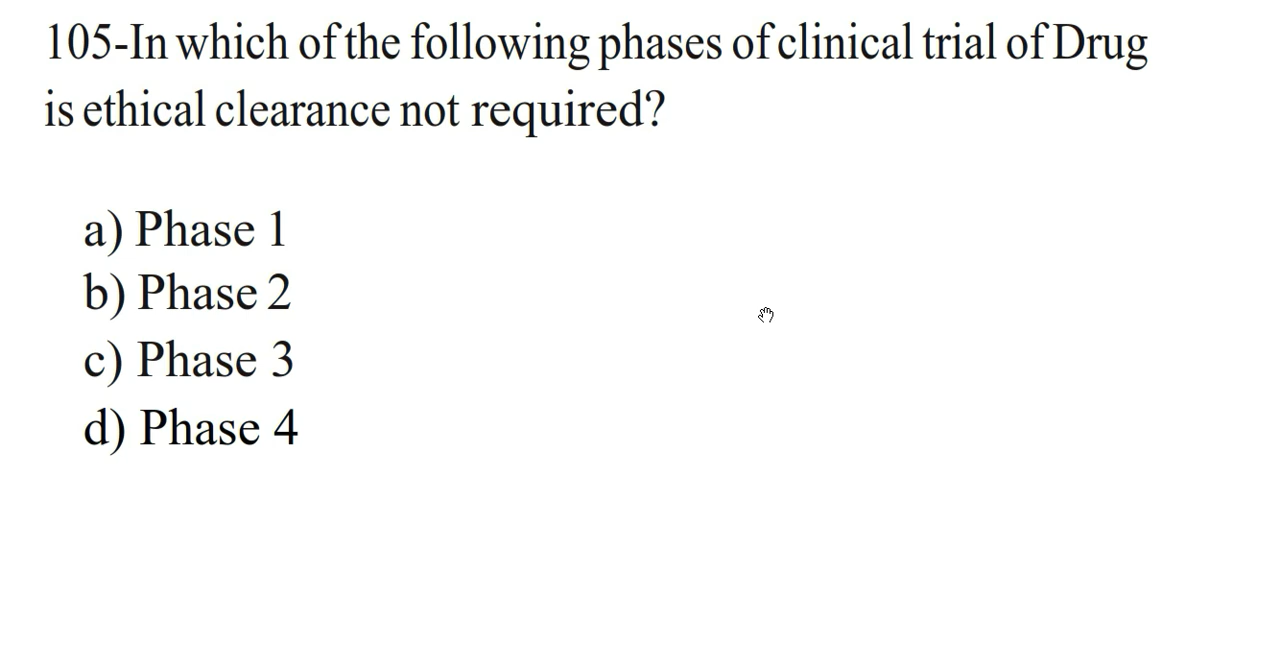 105-In which of the following phases of clinical trial of Drug
is ethical clearance not required?
a) Phase 1
b) Phase 2
c) Phase 3
d) Phase 4